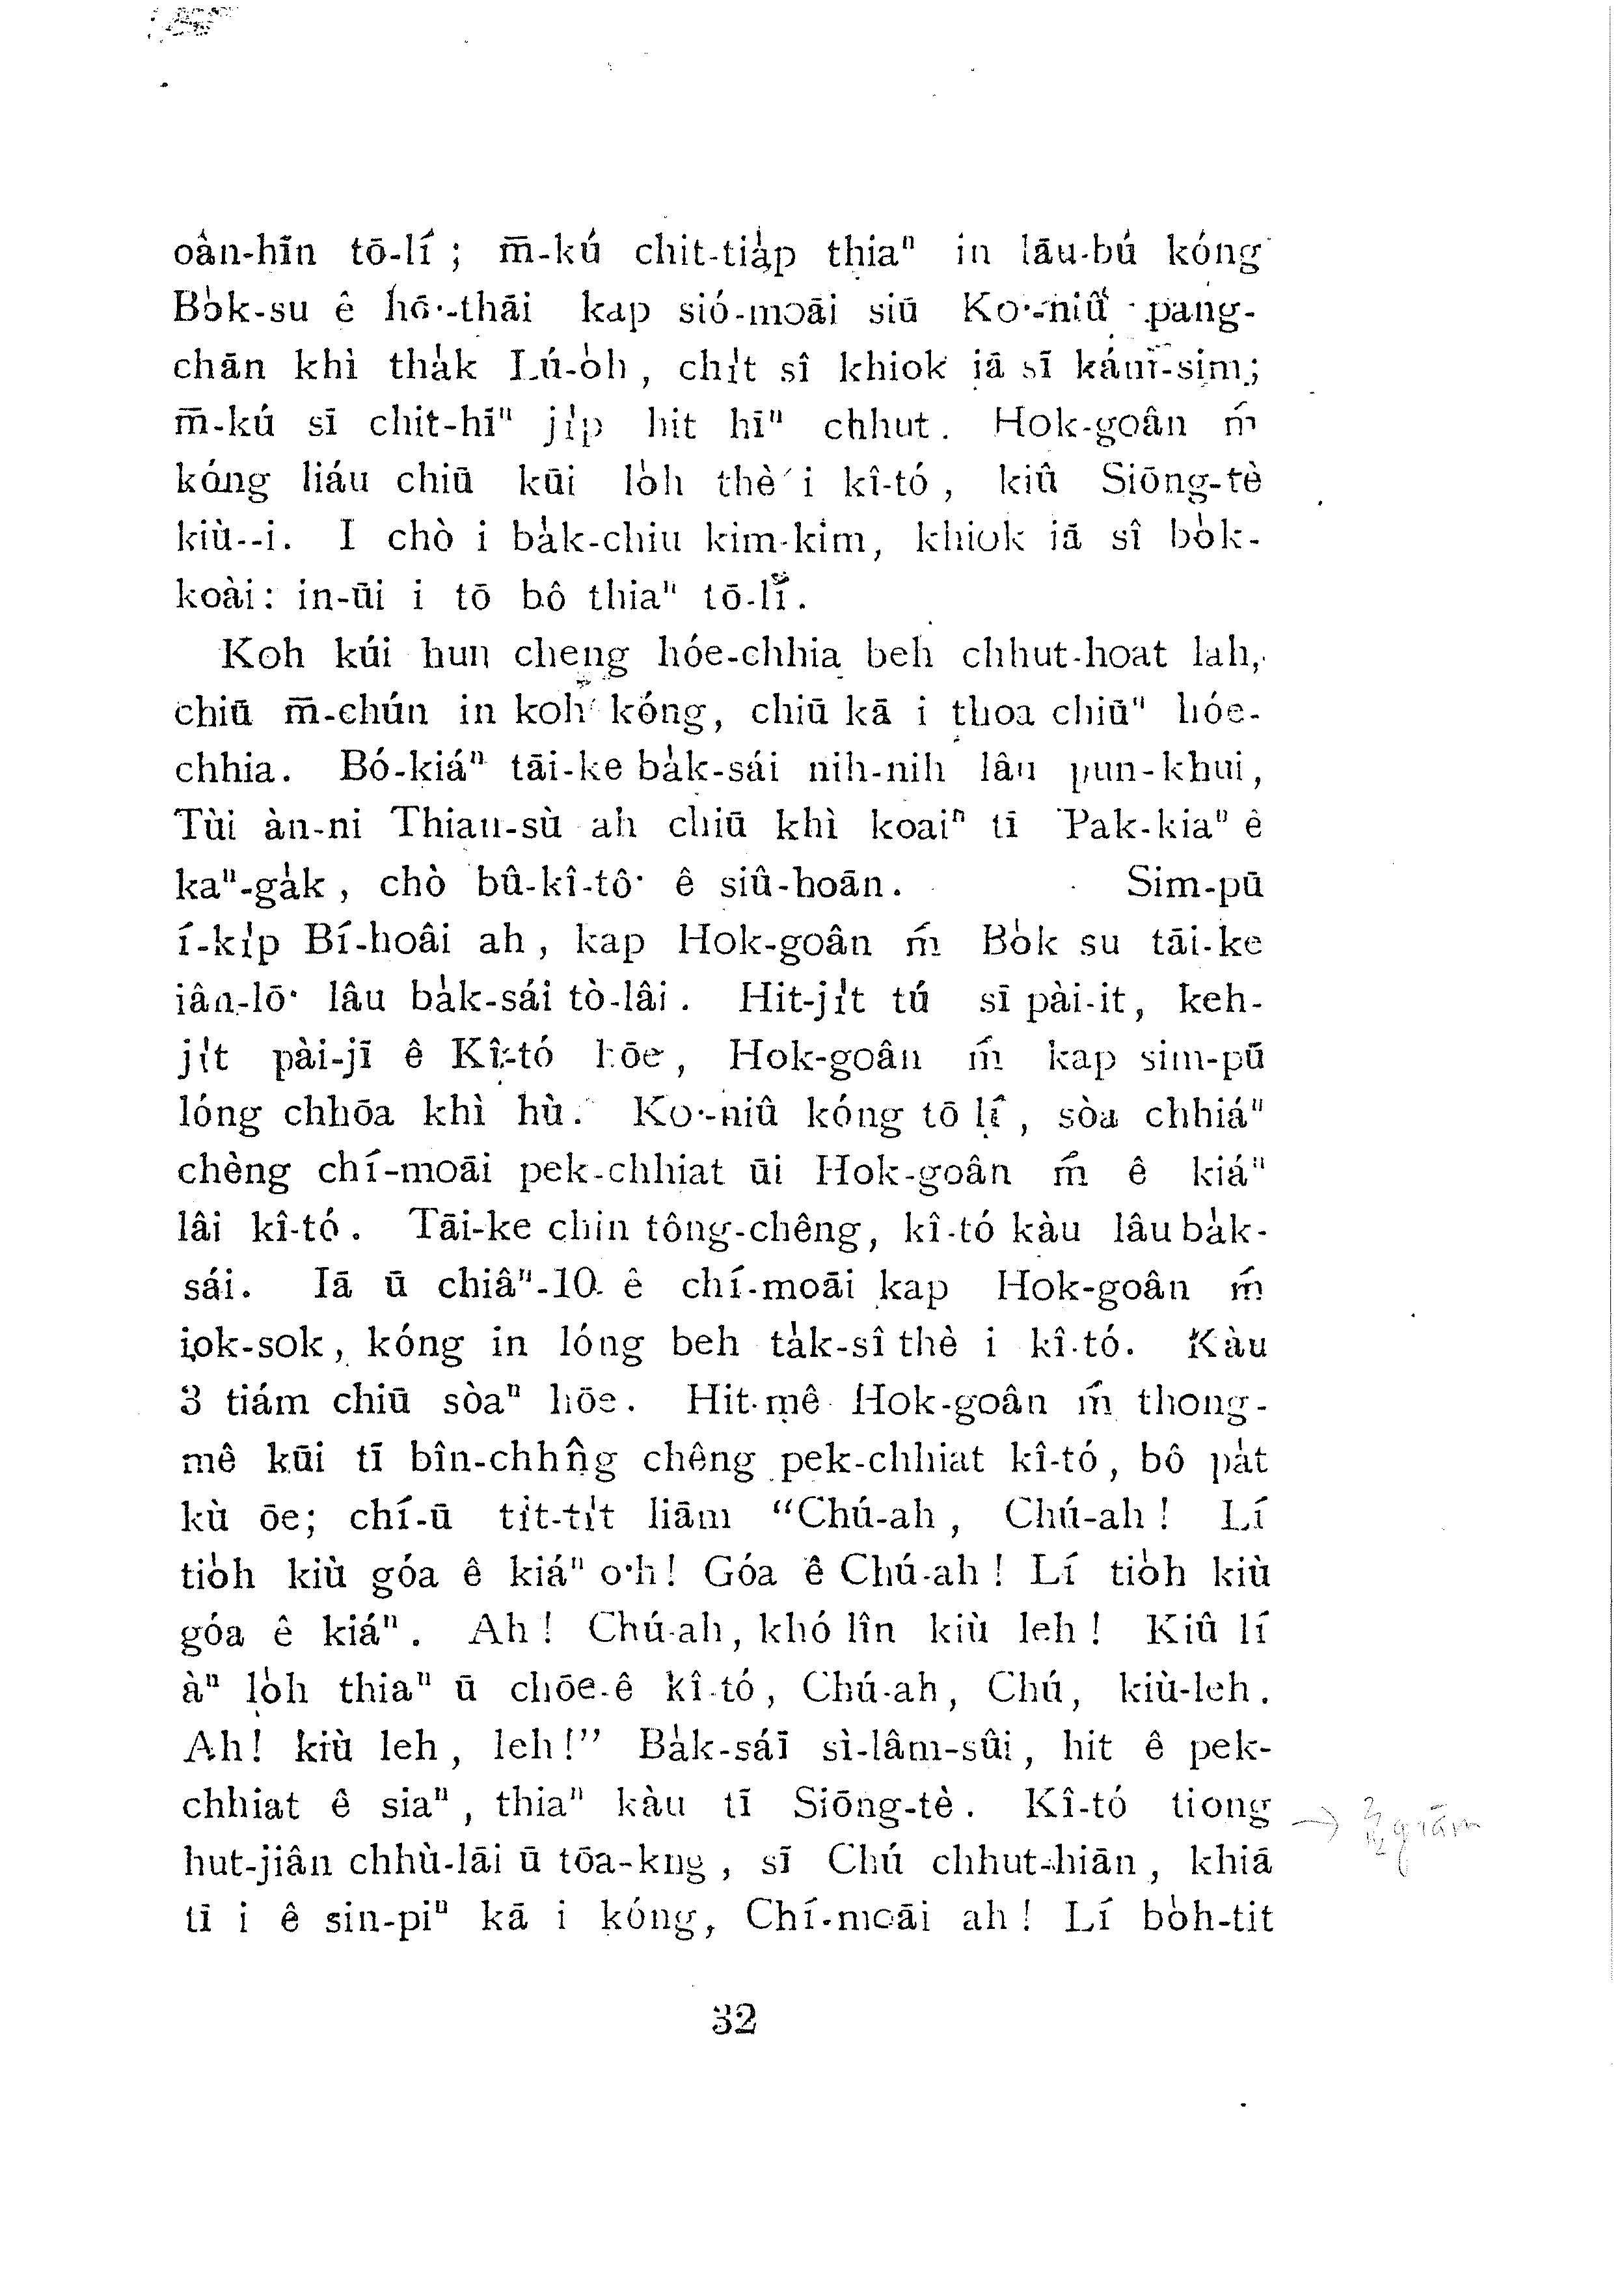 oàn-hīn tō-lí ; m̄-kú chit-tia̍p thiaⁿ in lāu-bú kóng
Bo̍k-su ê hō͘-thāi kap sió-moāi siū Ko͘-niû pang-
chān khì tha̍k Lú-o̍h , chi̍t sî khiok iā sī kám-sim;
m̄-kú sī chit-hīⁿ ji̍p hit hīⁿ chhut. Hok-goân ḿ
kóng liáu chiū kūi lo̍h thè i kî-tó , kiû Siōng-tè
kiù--i. I chò i ba̍k-chiu kim-kim, khiok iā sî bo̍k-
koài: in-ūi i tō bô thiaⁿ tō-lí.
Koh kúi hun cheng hóe-chhia beh chhut-hoat lah,
chiū m̄-chún in koh kóng, chiū kā i thoa chiūⁿ hóe-
chhia. Bó-kiáⁿ tāi-ke ba̍k-sái nih-nih lâu pun-khui,
Tùi àn-ni Thian-sù ah chiū khì koaiⁿ tī Pak-kiaⁿ ê
kaⁿ-ga̍k , chò bû-kî-tô͘ ê siû-hoān. Sim-pū
í-ki̍p Bí-hoâi ah , kap Hok-goân ḿ Bo̍k su tāi-ke
iân-lō͘ lâu ba̍k-sái tò-lâi. Hit-ji̍t tú sī pài-it, keh-
ji̍t pài-jī ê Kî-tó hōe , Hok-goân ḿ kap sim-pū
lóng chhōa khì hù. Ko͘-niû kóng tō lí , sòa chhiáⁿ
chèng chí-moāi pek-chhiat ūi Hok-goân ḿ ê kiáⁿ
lâi kî-tó. Tāi-ke chin tông-chêng, kî-tó kàu lâu ba̍k-
sái. Iā ū chiâⁿ-10 ê chí-moāi kap Hok-goân ḿ
iok-sok, kóng in lóng beh ta̍k-sî thè i kî-tó. Kàu
3 tiám chiū sòaⁿ hōe. Hit-mê Hok-goân ḿ thong-
mê kūi tī bîn-chhn̂g chêng pek-chhiat kî-tó , bô pa̍t
kù ōe; chí-ū ti̍t-ti̍t liām “Chú-ah , Chú-ah ! Lí
tio̍h kiù góa ê kiáⁿ o͘h! Góa ê Chú-ah ! Lí tio̍h kiù
góa ê kiáⁿ. Ah ! Chú-ah, khó lîn kiù leh ! Kiû lí
àⁿ lo̍h thiaⁿ ū chōe-ê kî-tó , Chú-ah, Chú, kiù-leh.
Ah! kiù leh , leh !” Ba̍k-sái sì-lâm-sûi , hit ê pek-
chhiat ê siaⁿ , thiaⁿ kàu tī Siōng-tè. Kî-tó tiong
hut-jiân chhù-lāi ū tōa-kng , sī Chú chhut-hiān , khiā
tī i ê sin-piⁿ kā i kóng, Chí-moāi ah ! Lí bo̍h-tit
32